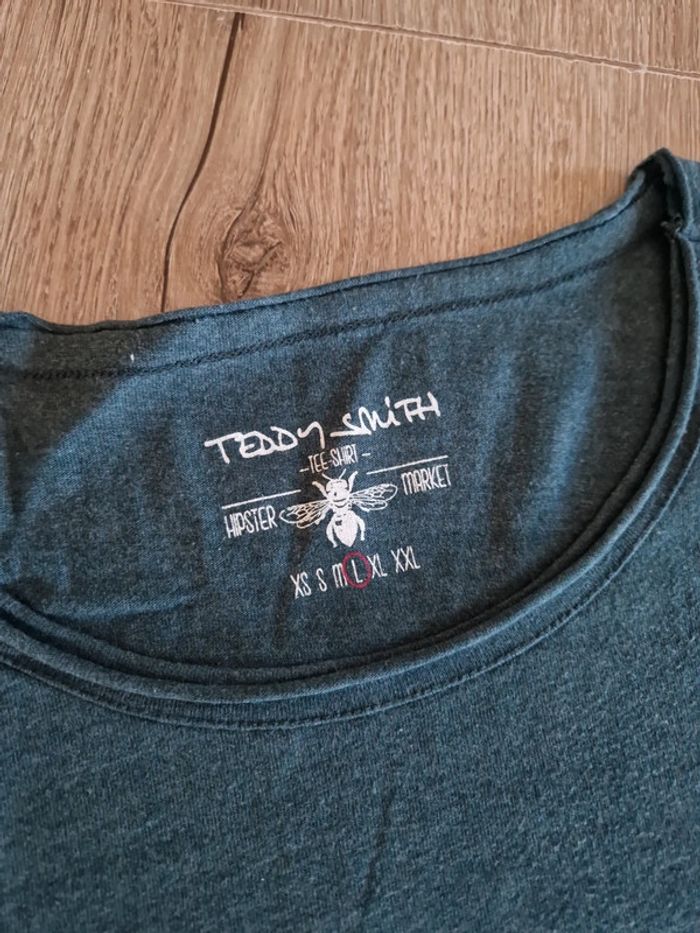 TEDDY SMITH
-TEE-SHIRT-
HIPSTER MARKET
XS S M L XL XXL